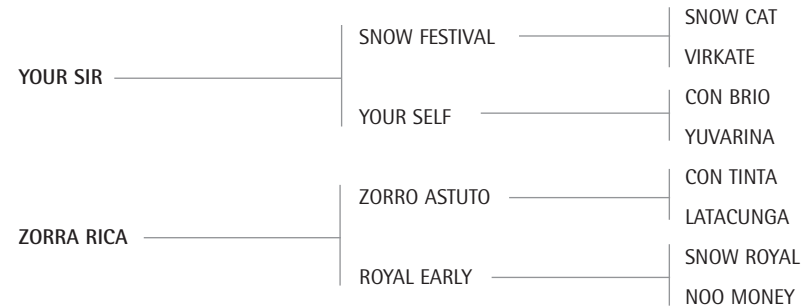 SNOW CAT
SNOW FESTIVAL
VIRKATE
YOUR SIR
CON BRIO
YOUR SELF
YUVARINA
CON TINTA
ZORRO ASTUTO
LATACUNGA
ZORRA RICA
SNOW ROYAL
ROYAL EARLY
NOO MONEY